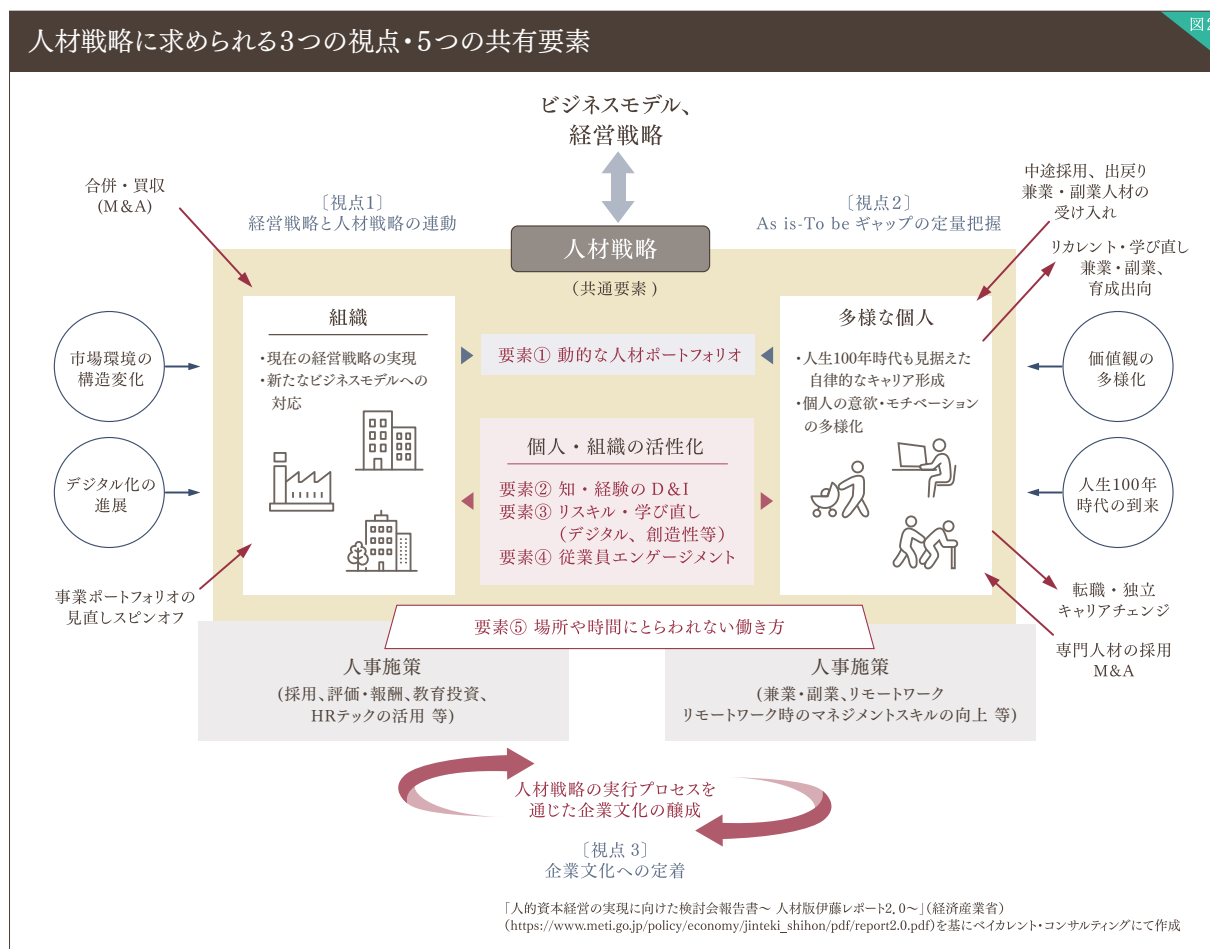 人材戦略に求められる3つの視点・5つの共有要素
図2
ビジネスモデル、
経営戦略
合併・買収
(M&A)
〔視点1〕
経営戦略と人材戦略の連動
〔視点2〕
As is-To be ギャップの定量把握
中途採用、出戻り
兼業・副業人材の
受け入れ
リカレント・学び直し
兼業・副業、
育成出向
人材戦略
(共通要素)
組織
・現在の経営戦略の実現
・新たなビジネスモデルへの
対応
要素① 動的な人材ポートフォリオ
多様な個人
・人生100年時代も見据えた
自律的なキャリア形成
・個人の意欲・モチベーション
の多様化
市場環境の
構造変化
デジタル化の
進展
価値観の
多様化
人生100年
時代の到来
個人・組織の活性化
要素② 知・経験のD&I
要素③ リスキル・学び直し
(デジタル、創造性等)
要素④ 従業員エンゲージメント
事業ポートフォリオの
見直しスピンオフ
転職・独立
キャリアチェンジ
専門人材の採用
M&A
要素⑤ 場所や時間にとらわれない働き方
人事施策
(採用、評価・報酬、教育投資、
HRテックの活用 等)
人事施策
(兼業・副業、リモートワーク
リモートワーク時のマネジメントスキルの向上 等)
人材戦略の実行プロセスを
通じた企業文化の醸成
〔視点 3〕
企業文化への定着
「人的資本経営の実現に向けた検討会報告書〜 人材版伊藤レポート2.0〜」(経済産業省)
(https://www.meti.go.jp/policy/economy/jinteki_shihon/pdf/report2.0.pdf)を基にベイカレント・コンサルティングにて作成